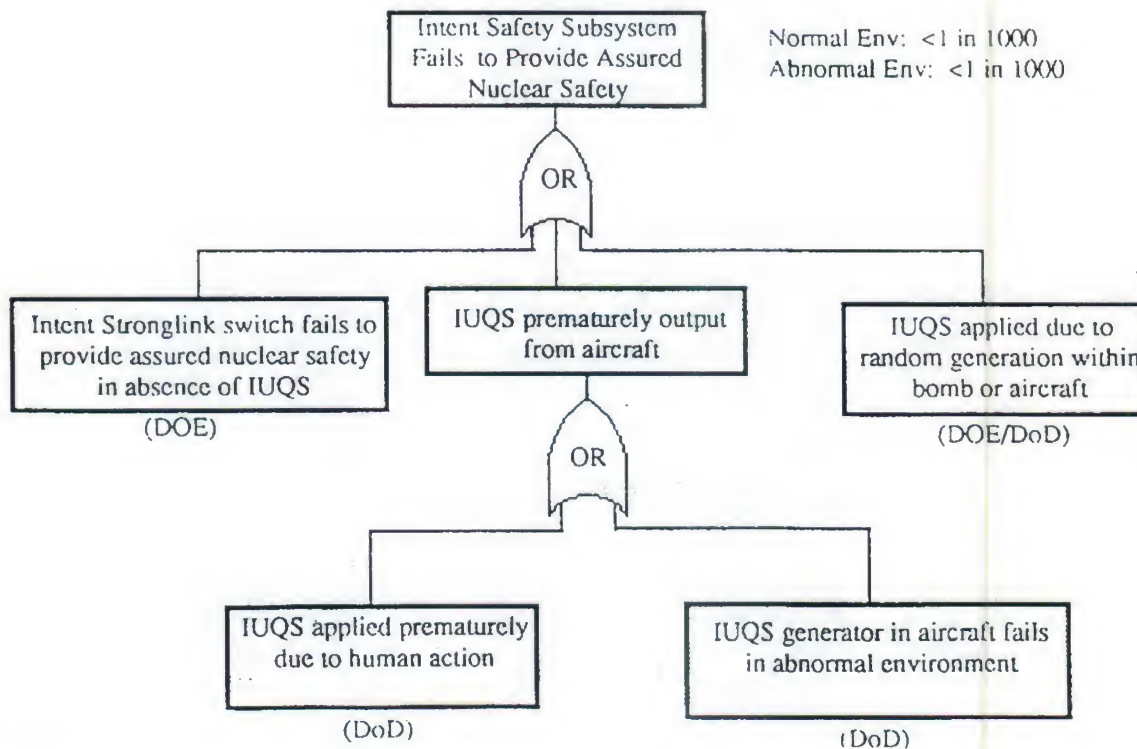 Intent Safety Subsystem
Fails to Provide Assured
Nuclear Safety
Normal Env: <1 in 1000
Abnormal Env: <1 in 1000
OR
Intent Stronglink switch fails to
provide assured nuclear safety
in absence of IUQS
(DOE)
IUQS prematurely output
from aircraft
IUQS applied due to
random generation within
bomb or aircraft
(DOE/DoD)
OR
IUQS applied prematurely
due to human action
(DoD)
IUQS generator in aircraft fails
in abnormal environment
(DoD)